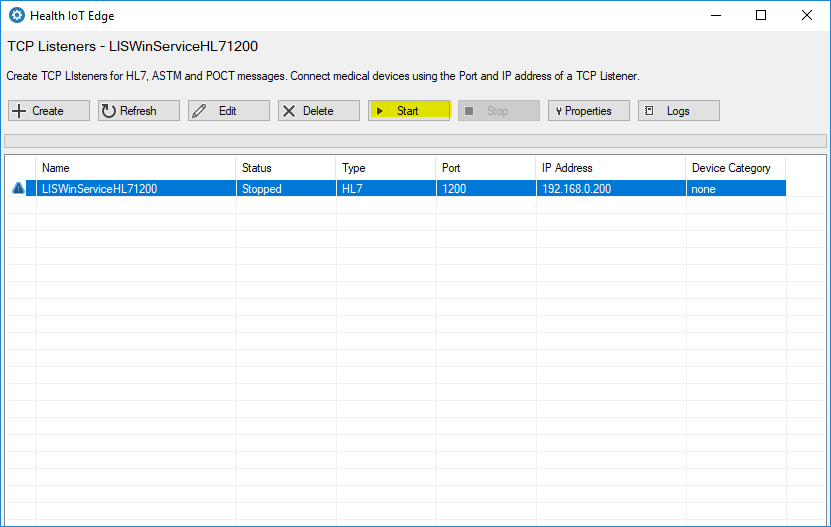 Health IoT Edge
TCP Listeners - LISWinServiceHL71200
Create TCP LIsteners for HL7, ASTM and POCT messages. Connect medical devices using the Port and IP address of a TCP Listener.
Create Refresh Edit Delete Start Stop Properties Logs
Name Status Type Port IP Address Device Category
LISWinServiceHL71200 Stopped HL7 1200 192.168.0.200 none